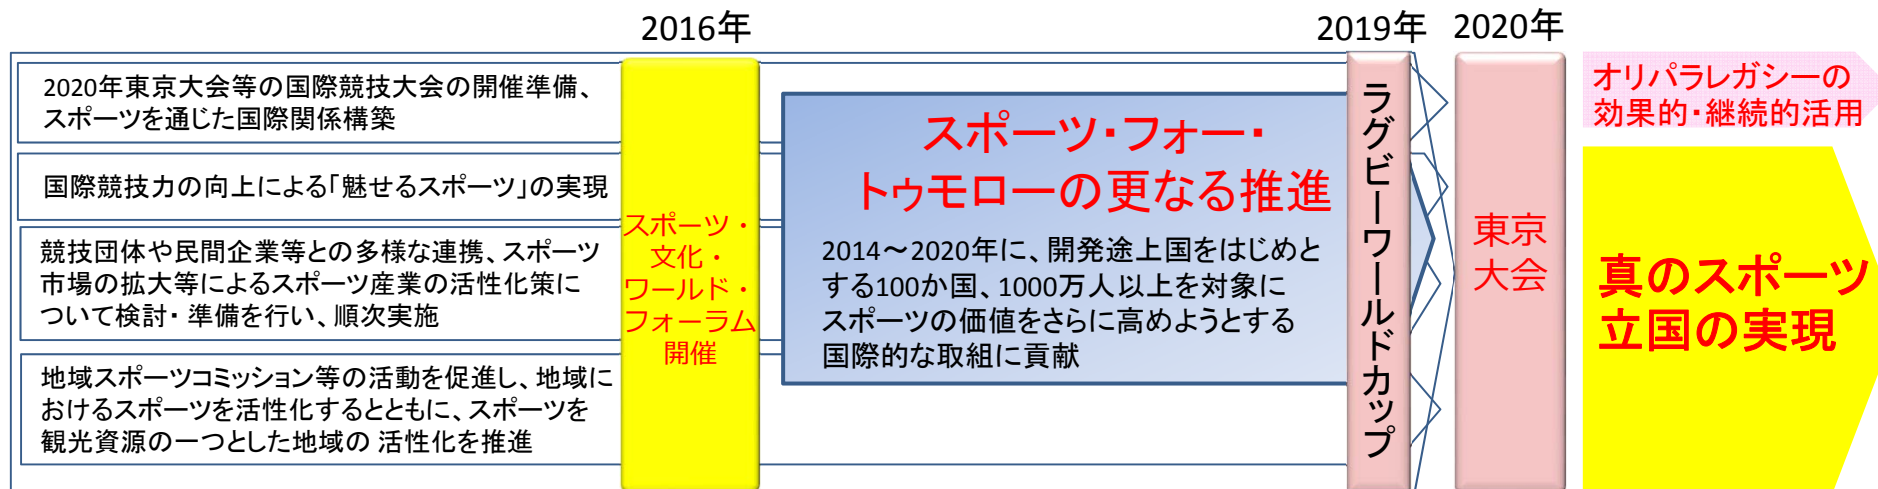 2016年
2019年
2020年
2020年東京大会等の国際競技大会の開催準備、
スポーツを通じた国際関係構築
国際競技力の向上による「魅せるスポーツ」の実現
競技団体や民間企業等との多様な連携、スポーツ
市場の拡大等によるスポーツ産業の活性化策に
ついて検討・準備を行い、順次実施
地域スポーツコミッション等の活動を促進し、地域に
おけるスポーツを活性化するとともに、スポーツを
観光資源の一つとした地域の 活性化を推進
スポーツ・
文化・
ワールド・
フォーラム
開催
スポーツ・フォー・
トゥモローの更なる推進
2014～2020年に、開発途上国をはじめと
する100か国、1000万人以上を対象に
スポーツの価値をさらに高めようとする
国際的な取組に貢献
ラグビーワールドカップ
東京
大会
オリパラレガシーの
効果的・継続的活用
真のスポーツ
立国の実現